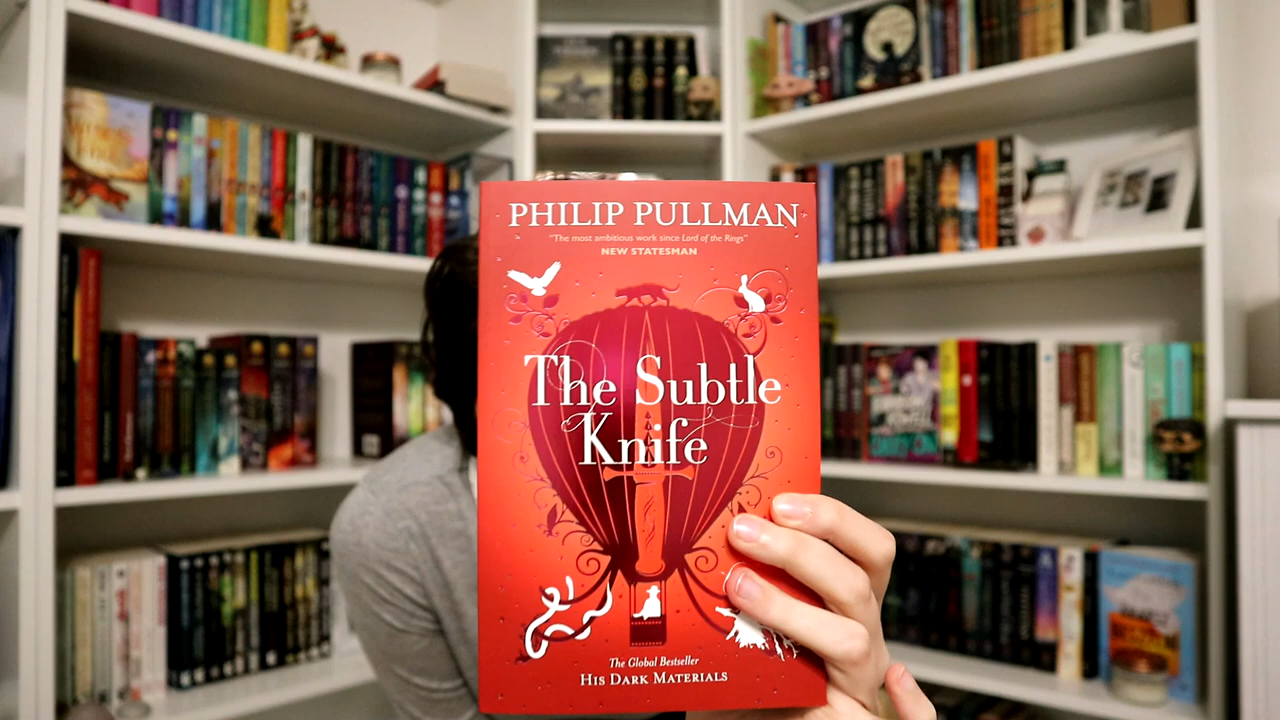 PHILIP PULLMAN
"The most ambitious work since Lord of the Rings"
NEW STATESMAN
The Subtle
Knife
The Global Bestseller
HIS DARK MATERIALS